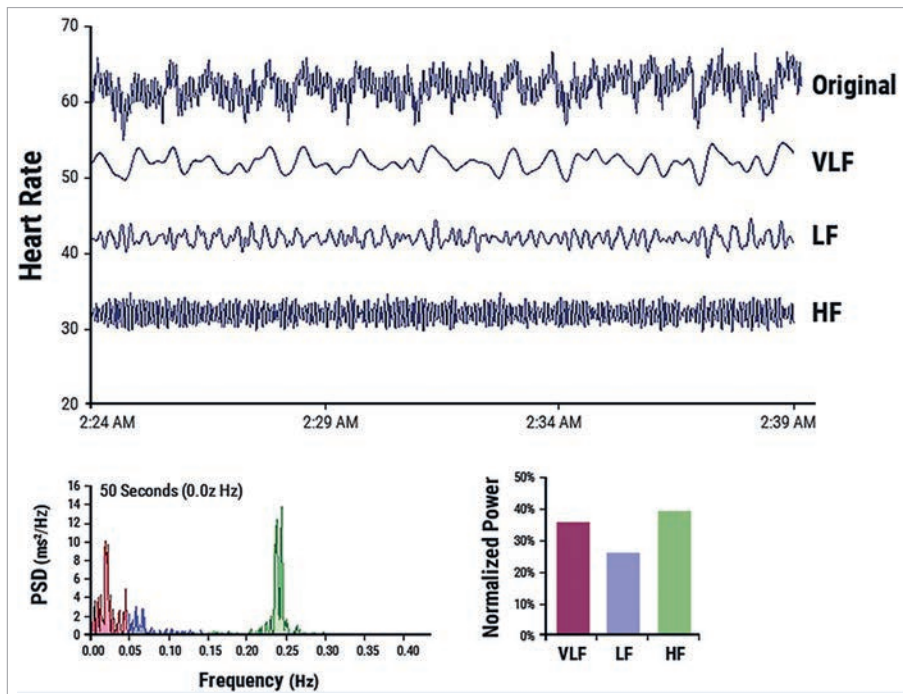 70
60
50
40
30
20
Heart Rate
Original
VLF
LF
HF
2:24 AM 2:29 AM 2:34 AM 2:39 AM
50 Seconds (0.0z Hz)
PSD (ms²/Hz)
16
14
12
10
8
6
4
2
0
0.00 0.05 0.10 0.15 0.20 0.25 0.30 0.35 0.40
Frequency (Hz)
Normalized Power
50%
40%
30%
20%
10%
0%
VLF LF HF